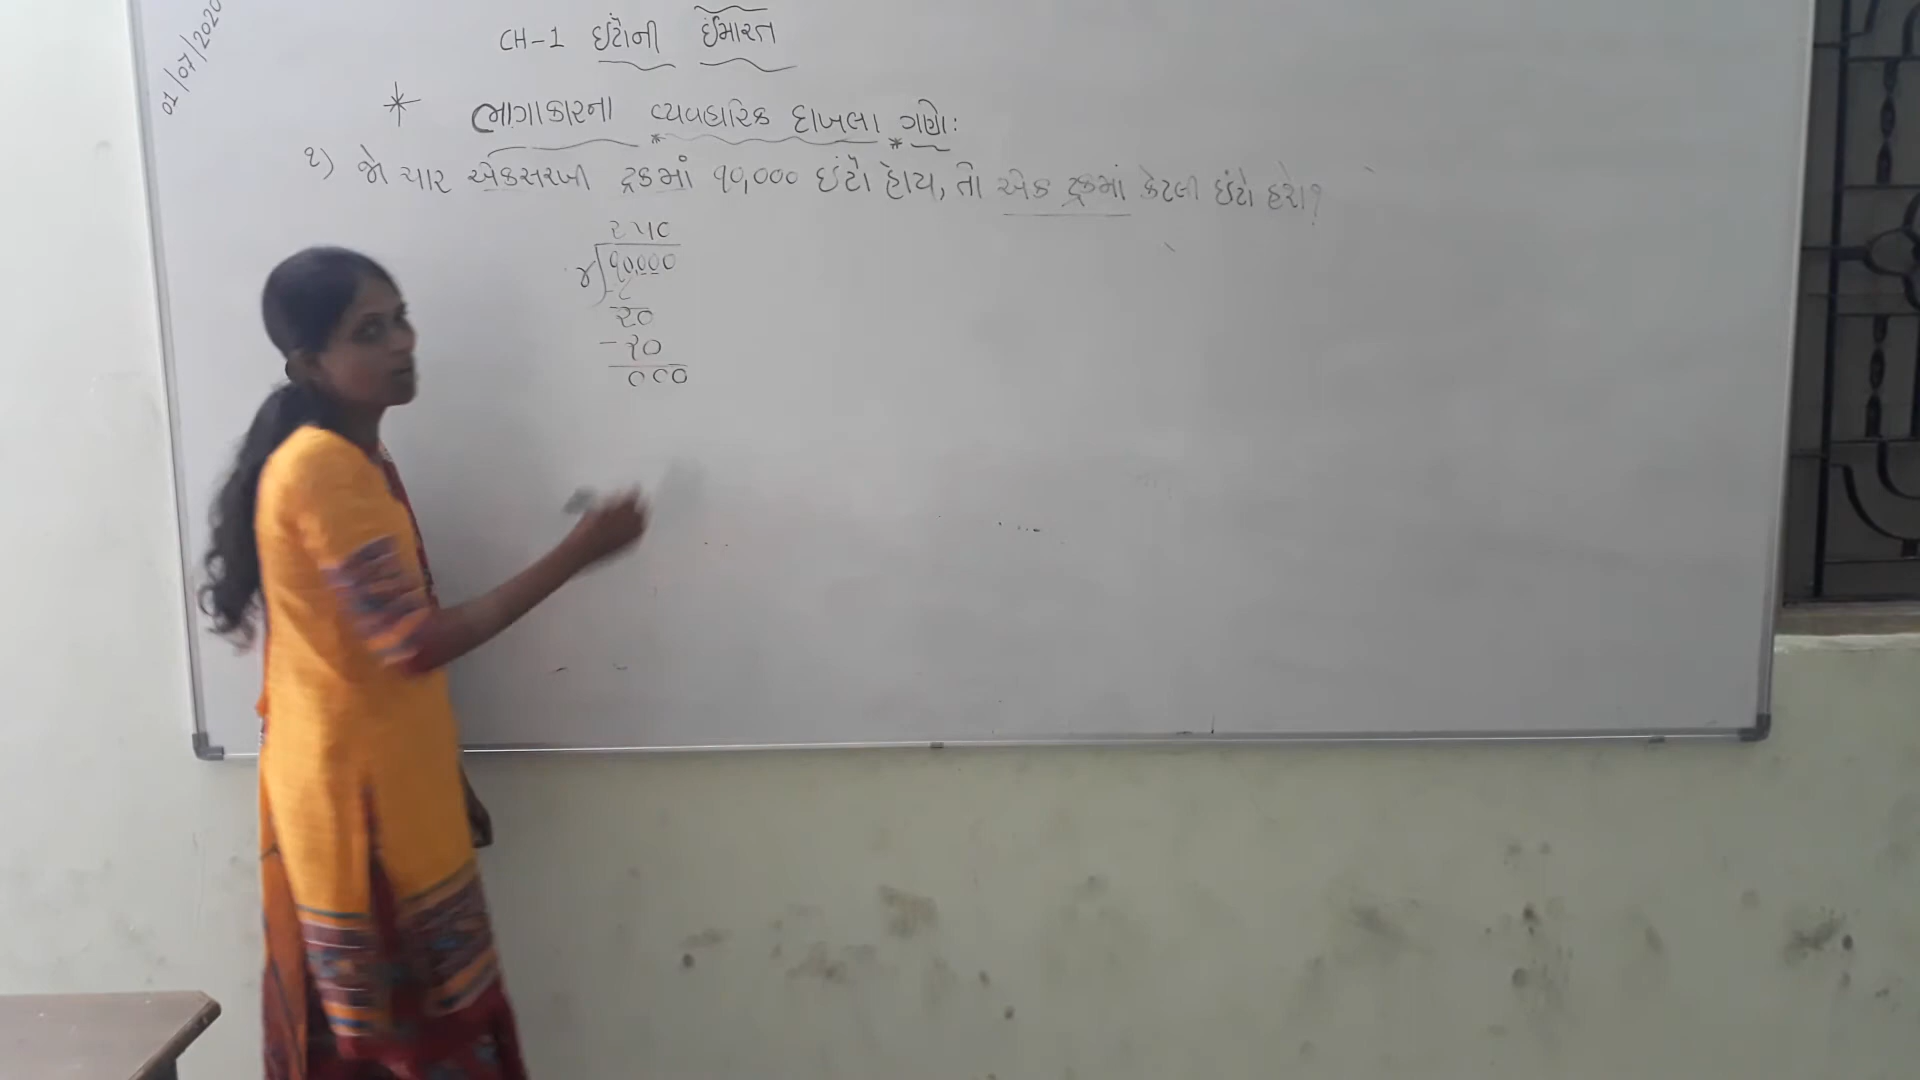 01/07/2020
CH-1 ઈંટોની ઈમારત
* ભાગાકારના વ્યવહારિક દાખલા ગણો:
૧) જો ચાર એકસરખી ટ્રકમાં ૧૦,૦૦૦ ઈંટો હોય, તો એક ટ્રકમાં કેટલી ઈંટો હશે?
૨૫૦
૪ ૧૦,૦૦૦
- ૮
૨૦
- ૨૦
૦૦૦